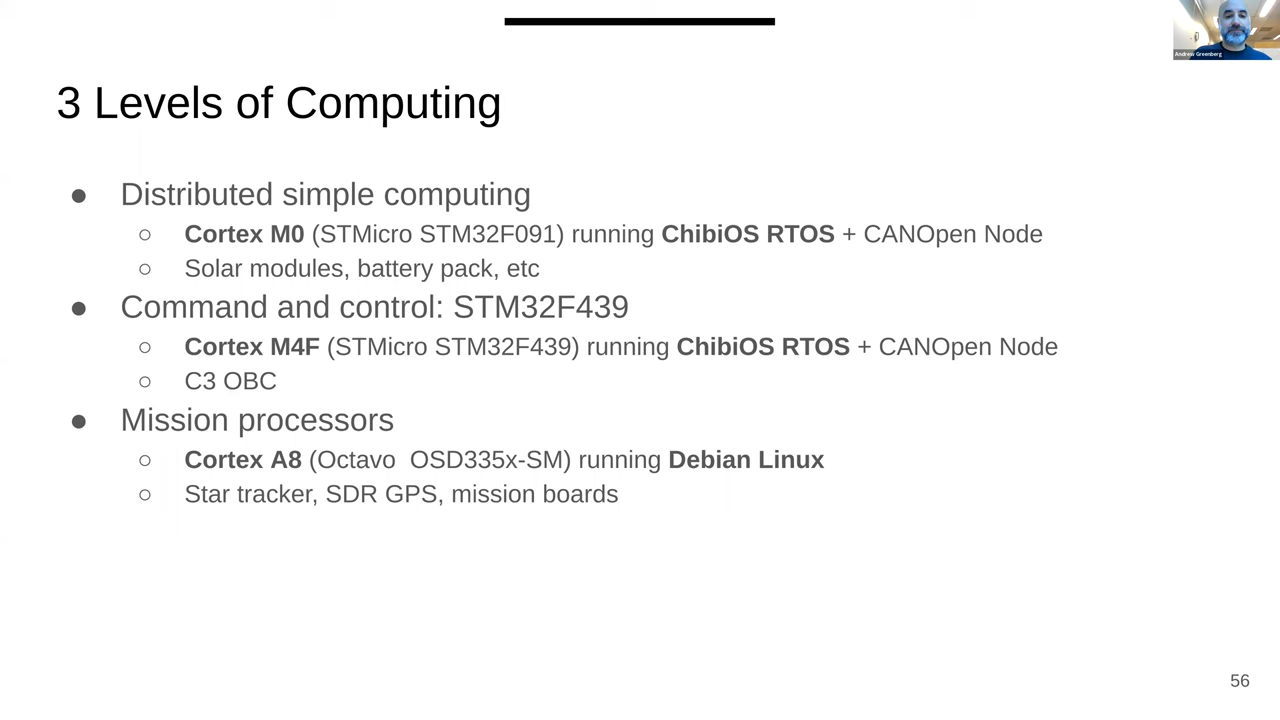 Andrew Greenberg
3 Levels of Computing
● Distributed simple computing
○ Cortex M0 (STMicro STM32F091) running ChibiOS RTOS + CANOpen Node
○ Solar modules, battery pack, etc
● Command and control: STM32F439
○ Cortex M4F (STMicro STM32F439) running ChibiOS RTOS + CANOpen Node
○ C3 OBC
● Mission processors
○ Cortex A8 (Octavo  OSD335x-SM) running Debian Linux
○ Star tracker, SDR GPS, mission boards
56